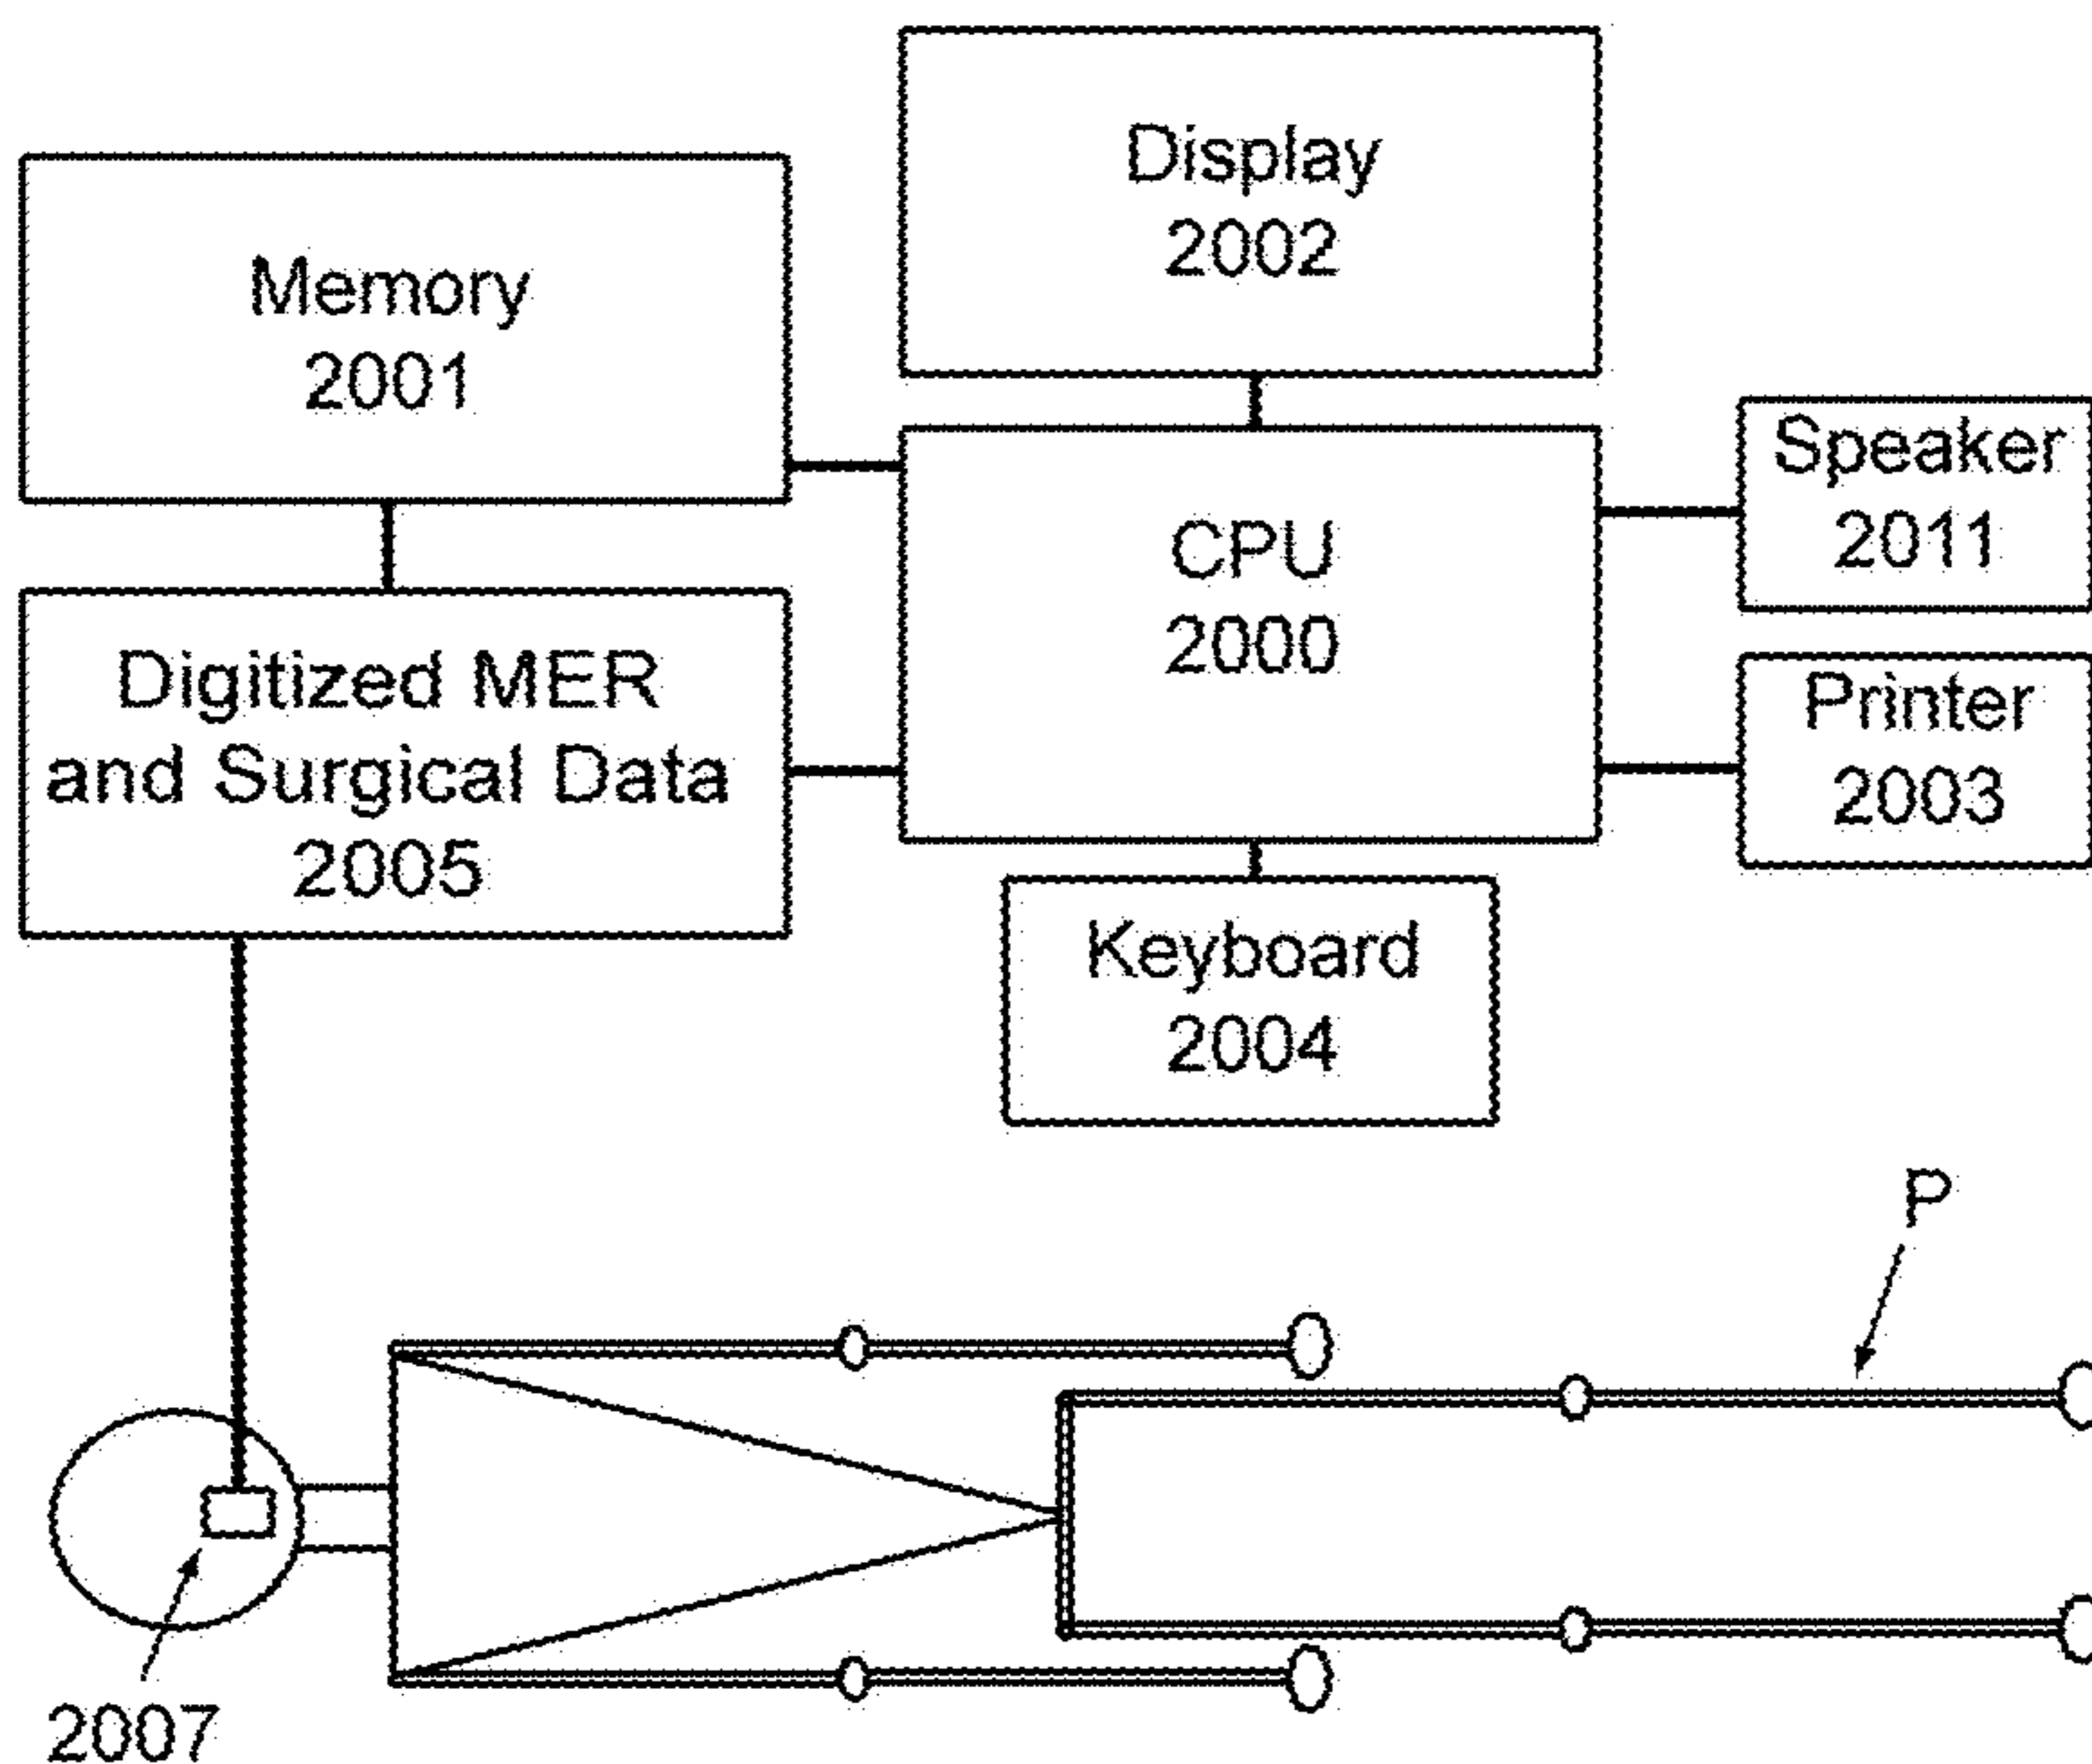 Display
2002
Memory
2001
Speaker
2011
CPU
2000
Digitized MER
and Surgical Data
2005
Printer
2003
Keyboard
2004
P
2007